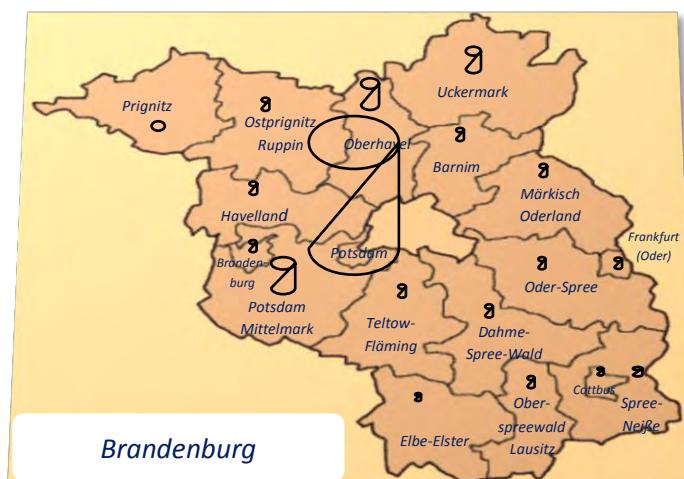 Prignitz
Ostprignitz
Ruppin
Oberhavel
Uckermark
Barnim
Märkisch
Oderland
Havelland
Branden-
burg
Potsdam
Potsdam
Mittelmark
Teltow-
Fläming
Dahme-
Spree-Wald
Oder-Spree
Frankfurt
(Oder)
Elbe-Elster
Ober-
spreewald
Lausitz
Cottbus
Spree-
Neiße
Brandenburg